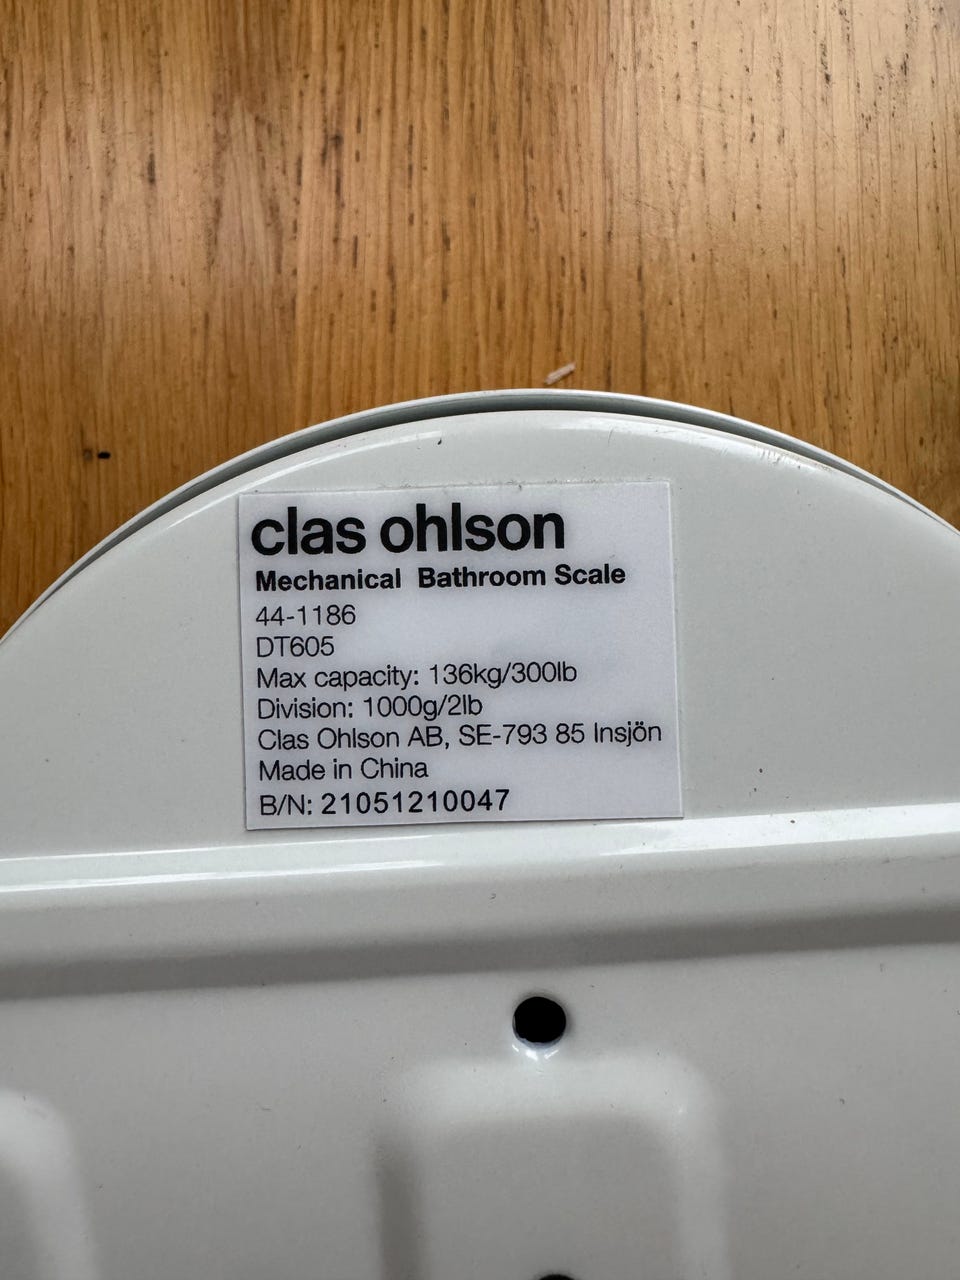 clas ohlson
Mechanical Bathroom Scale
44-1186
DT605
Max capacity: 136kg/300lb
Division: 1000g/2lb
Clas Ohlson AB, SE-793 85 Insjön
Made in China
B/N: 21051210047